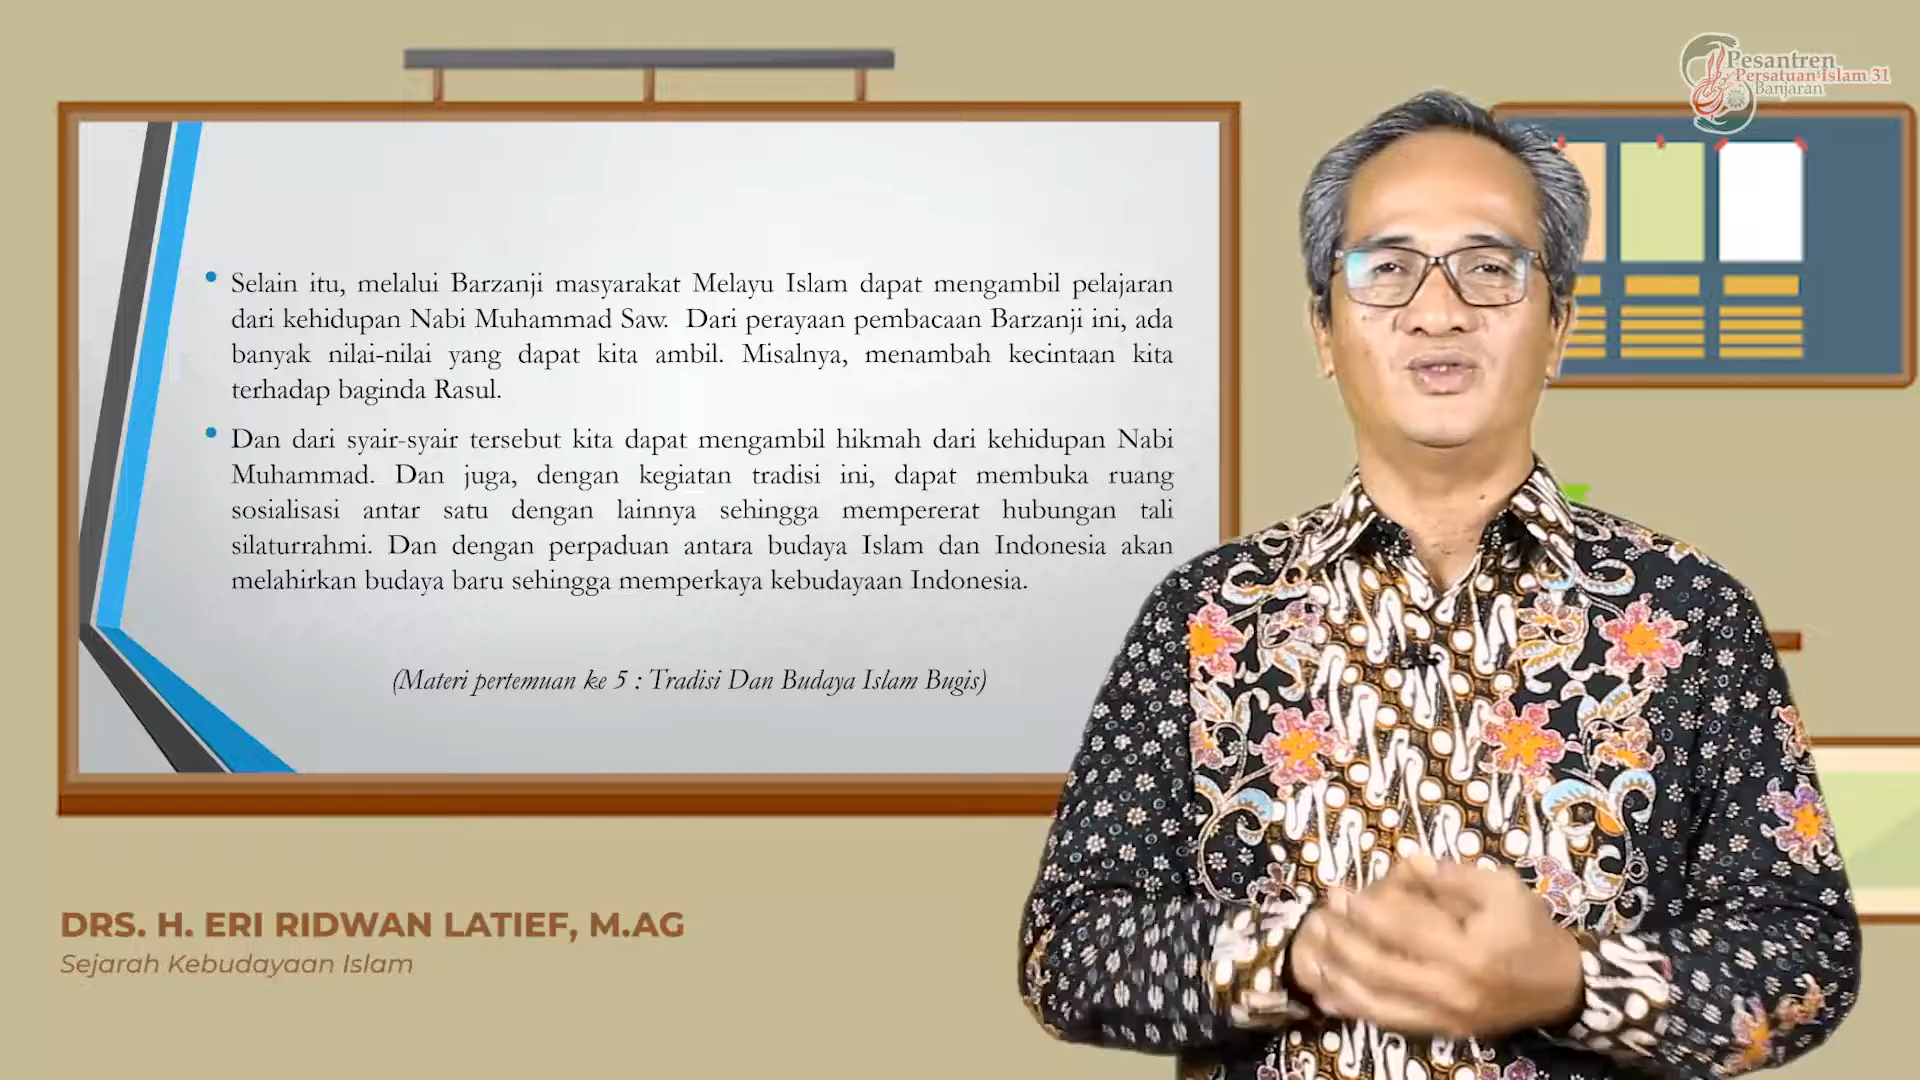 Pesantren
Persatuan Islam 31
Banjaran
• Selain itu, melalui Barzanji masyarakat Melayu Islam dapat mengambil pelajaran
dari kehidupan Nabi Muhammad Saw. Dari perayaan pembacaan Barzanji ini, ada
banyak nilai-nilai yang dapat kita ambil. Misalnya, menambah kecintaan kita
terhadap baginda Rasul.
• Dan dari syair-syair tersebut kita dapat mengambil hikmah dari kehidupan Nabi
Muhammad. Dan juga, dengan kegiatan tradisi ini, dapat membuka ruang
sosialisasi antar satu dengan lainnya sehingga mempererat hubungan tali
silaturrahmi. Dan dengan perpaduan antara budaya Islam dan Indonesia akan
melahirkan budaya baru sehingga memperkaya kebudayaan Indonesia.
(Materi pertemuan ke 5 : Tradisi Dan Budaya Islam Bugis)
DRS. H. ERI RIDWAN LATIEF, M.AG
Sejarah Kebudayaan Islam